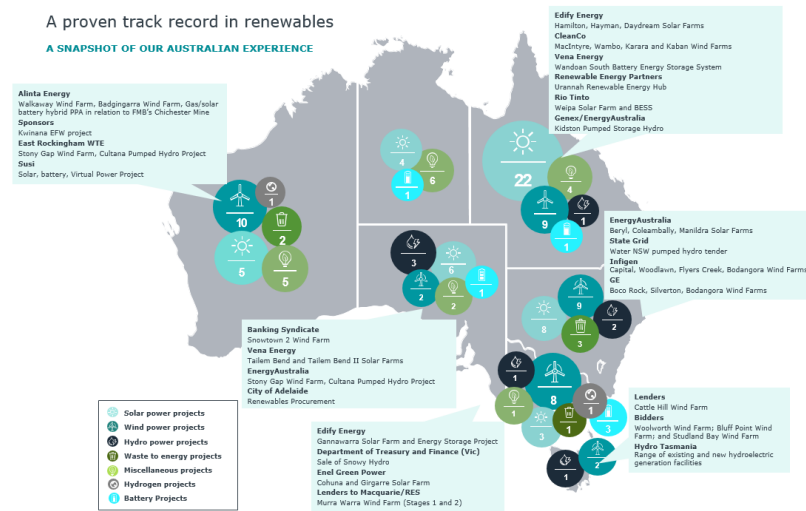 A proven track record in renewables
A SNAPSHOT OF OUR AUSTRALIAN EXPERIENCE
Edify Energy
Hamilton, Hayman, Daydream Solar Farms
CleanCo
MacIntyre, Wambo, Karara and Kaban Wind Farms
Vena Energy
Wandoan South Battery Energy Storage System
Renewable Energy Partners
Urannah Renewable Energy Hub
Rio Tinto
Weipa Solar Farm and BESS
Genex/EnergyAustralia
Kidston Pumped Storage Hydro
Alinta Energy
Walkaway Wind Farm, Badgingarra Wind Farm, Gas/solar
battery hybrid PPA in relation to FMB's Chichester Mine
Sponsors
Kwinana EFW project
East Rockingham WTE
Stony Gap Wind Farm, Cultana Pumped Hydro Project
Susi
Solar, battery, Virtual Power Project
4
6
1
22
4
9
1
1
10
1
2
5
5
3
6
2
2
1
EnergyAustralia
Beryl, Coleambally, Manildra Solar Farms
State Grid
Water NSW pumped hydro tender
Infigen
Capital, Woodlawn, Flyers Creek, Bodangora Wind Farms
GE
Boco Rock, Silverton, Bodangora Wind Farms
9
8
2
3
Banking Syndicate
Snowtown 2 Wind Farm
Vena Energy
Tailem Bend and Tailem Bend II Solar Farms
EnergyAustralia
Stony Gap Wind Farm, Cultana Pumped Hydro Project
City of Adelaide
Renewables Procurement
1
8
1
1
3
1
3
1
2
Lenders
Cattle Hill Wind Farm
Bidders
Woolworth Wind Farm; Bluff Point Wind
Farm; and Studland Bay Wind Farm
Hydro Tasmania
Range of existing and new hydroelectric
generation facilities
Edify Energy
Gannawarra Solar Farm and Energy Storage Project
Department of Treasury and Finance (Vic)
Sale of Snowy Hydro
Enel Green Power
Cohuna and Girgarre Solar Farm
Lenders to Macquarie/RES
Murra Warra Wind Farm (Stages 1 and 2)
Solar power projects
Wind power projects
Hydro power projects
Waste to energy projects
Miscellaneous projects
Hydrogen projects
Battery Projects